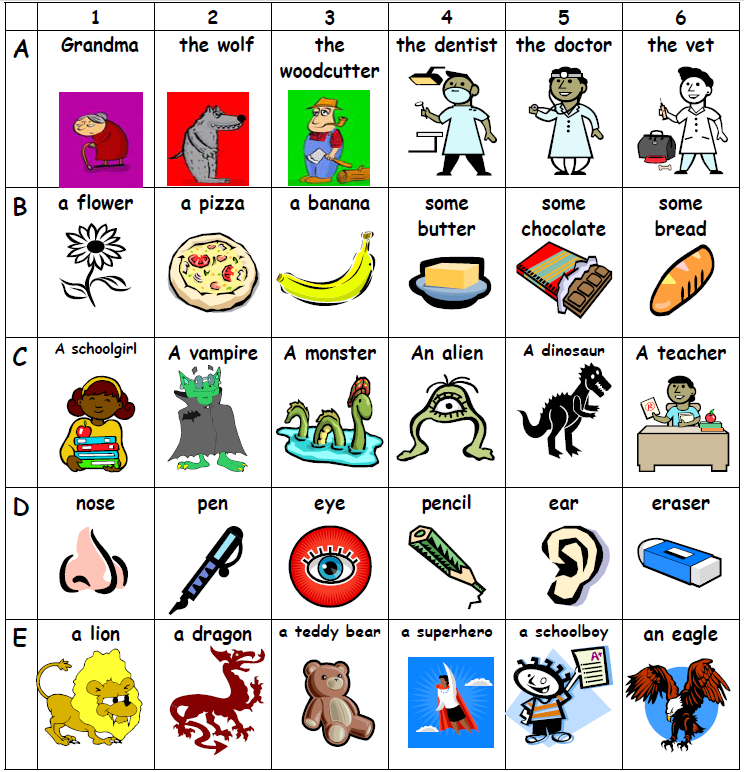 1 2 3 4 5 6
A Grandma the wolf the the dentist the doctor the vet
woodcutter
B a flower a pizza a banana some some some
butter chocolate bread
C A schoolgirl A vampire A monster An alien A dinosaur A teacher
R
D nose pen eye pencil ear eraser
E a lion a dragon a teddy bear a superhero a schoolboy an eagle
A+